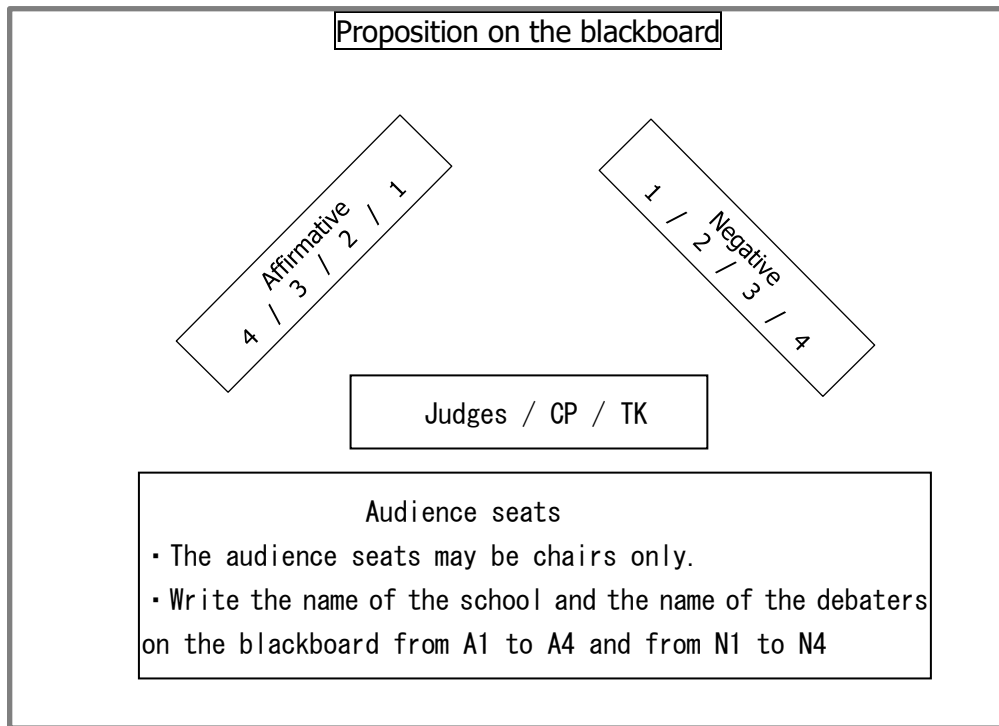 Proposition on the blackboard
Affirmative
4 / 3 / 2 / 1
Negative
1 / 2 / 3 / 4
Judges / CP / TK
Audience seats
・The audience seats may be chairs only.
・Write the name of the school and the name of the debaters
on the blackboard from A1 to A4 and from N1 to N4